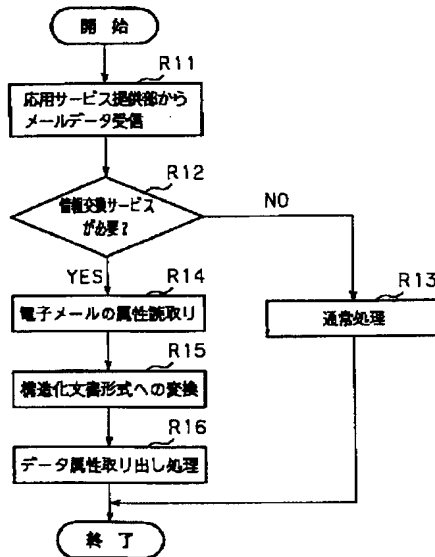 開始
R11
応用サービス提供部から
メールデータ受信
R12
情報交換サービス
が必要?
NO
YES
R14
電子メールの属性読取り
R13
通常処理
R15
構造化文書形式への変換
R16
データ属性取り出し処理
終了